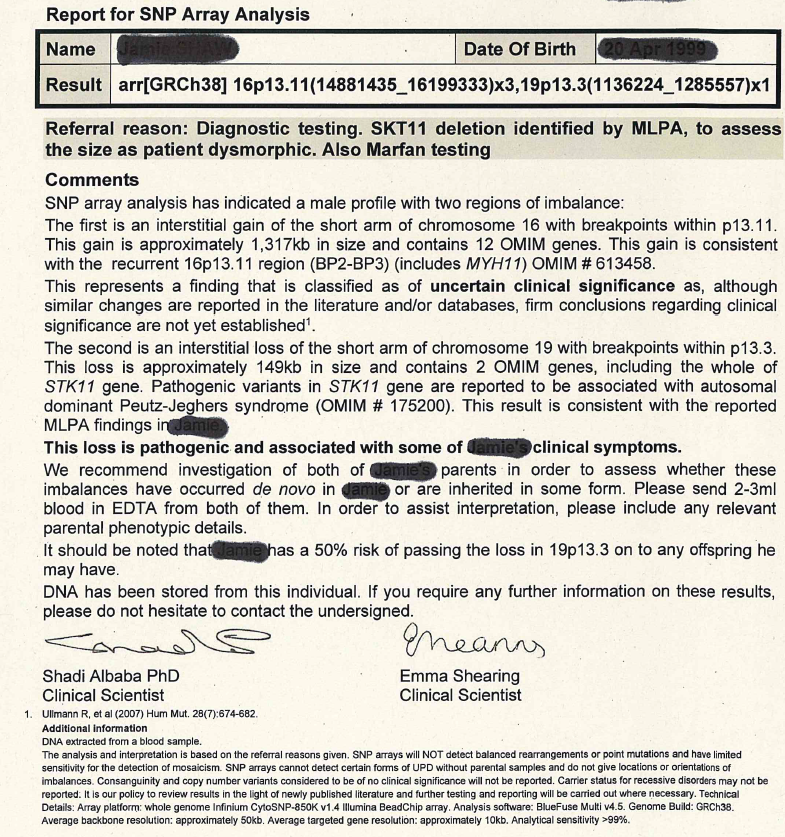 Report for SNP Array Analysis
Name Date Of Birth
Result arr[GRCh38] 16p13.11(14881435_16199333)x3,19p13.3(1136224_1285557)x1
Referral reason: Diagnostic testing. SKT11 deletion identified by MLPA, to assess
the size as patient dysmorphic. Also Marfan testing
Comments
SNP array analysis has indicated a male profile with two regions of imbalance:
The first is an interstitial gain of the short arm of chromosome 16 with breakpoints within p13.11.
This gain is approximately 1,317kb in size and contains 12 OMIM genes. This gain is consistent
with the recurrent 16p13.11 region (BP2-BP3) (includes MYH11) OMIM # 613458.
This represents a finding that is classified as of uncertain clinical significance as, although
similar changes are reported in the literature and/or databases, firm conclusions regarding clinical
significance are not yet established¹.
The second is an interstitial loss of the short arm of chromosome 19 with breakpoints within p13.3.
This loss is approximately 149kb in size and contains 2 OMIM genes, including the whole of
STK11 gene. Pathogenic variants in STK11 gene are reported to be associated with autosomal
dominant Peutz-Jeghers syndrome (OMIM # 175200). This result is consistent with the reported
MLPA findings in
This loss is pathogenic and associated with some of clinical symptoms.
We recommend investigation of both of parents in order to assess whether these
imbalances have occurred de novo in or are inherited in some form. Please send 2-3ml
blood in EDTA from both of them. In order to assist interpretation, please include any relevant
parental phenotypic details.
It should be noted that has a 50% risk of passing the loss in 19p13.3 on to any offspring he
may have.
DNA has been stored from this individual. If you require any further information on these results,
please do not hesitate to contact the undersigned.
Shadi Albaba PhD Emma Shearing
Clinical Scientist Clinical Scientist
1. Ullmann R, et al (2007) Hum Mut. 28(7):674-682.
Additional information
DNA extracted from a blood sample.
The analysis and interpretation is based on the referral reasons given. SNP arrays will NOT detect balanced rearrangements or point mutations and have limited
sensitivity for the detection of mosaicism. SNP arrays cannot detect certain forms of UPD without parental samples and do not give locations or orientations of
imbalances. Consanguinity and copy number variants considered to be of no clinical significance will not be reported. Carrier status for recessive disorders may not be
reported. It is our policy to review results in the light of newly published literature and further testing and reporting will be carried out where necessary. Technical
Details: Array platform: whole genome Infinium CytoSNP-850K v1.4 Illumina BeadChip array. Analysis software: BlueFuse Multi v4.5. Genome Build: GRCh38.
Average backbone resolution: approximately 50kb. Average targeted gene resolution: approximately 10kb. Analytical sensitivity >99%.